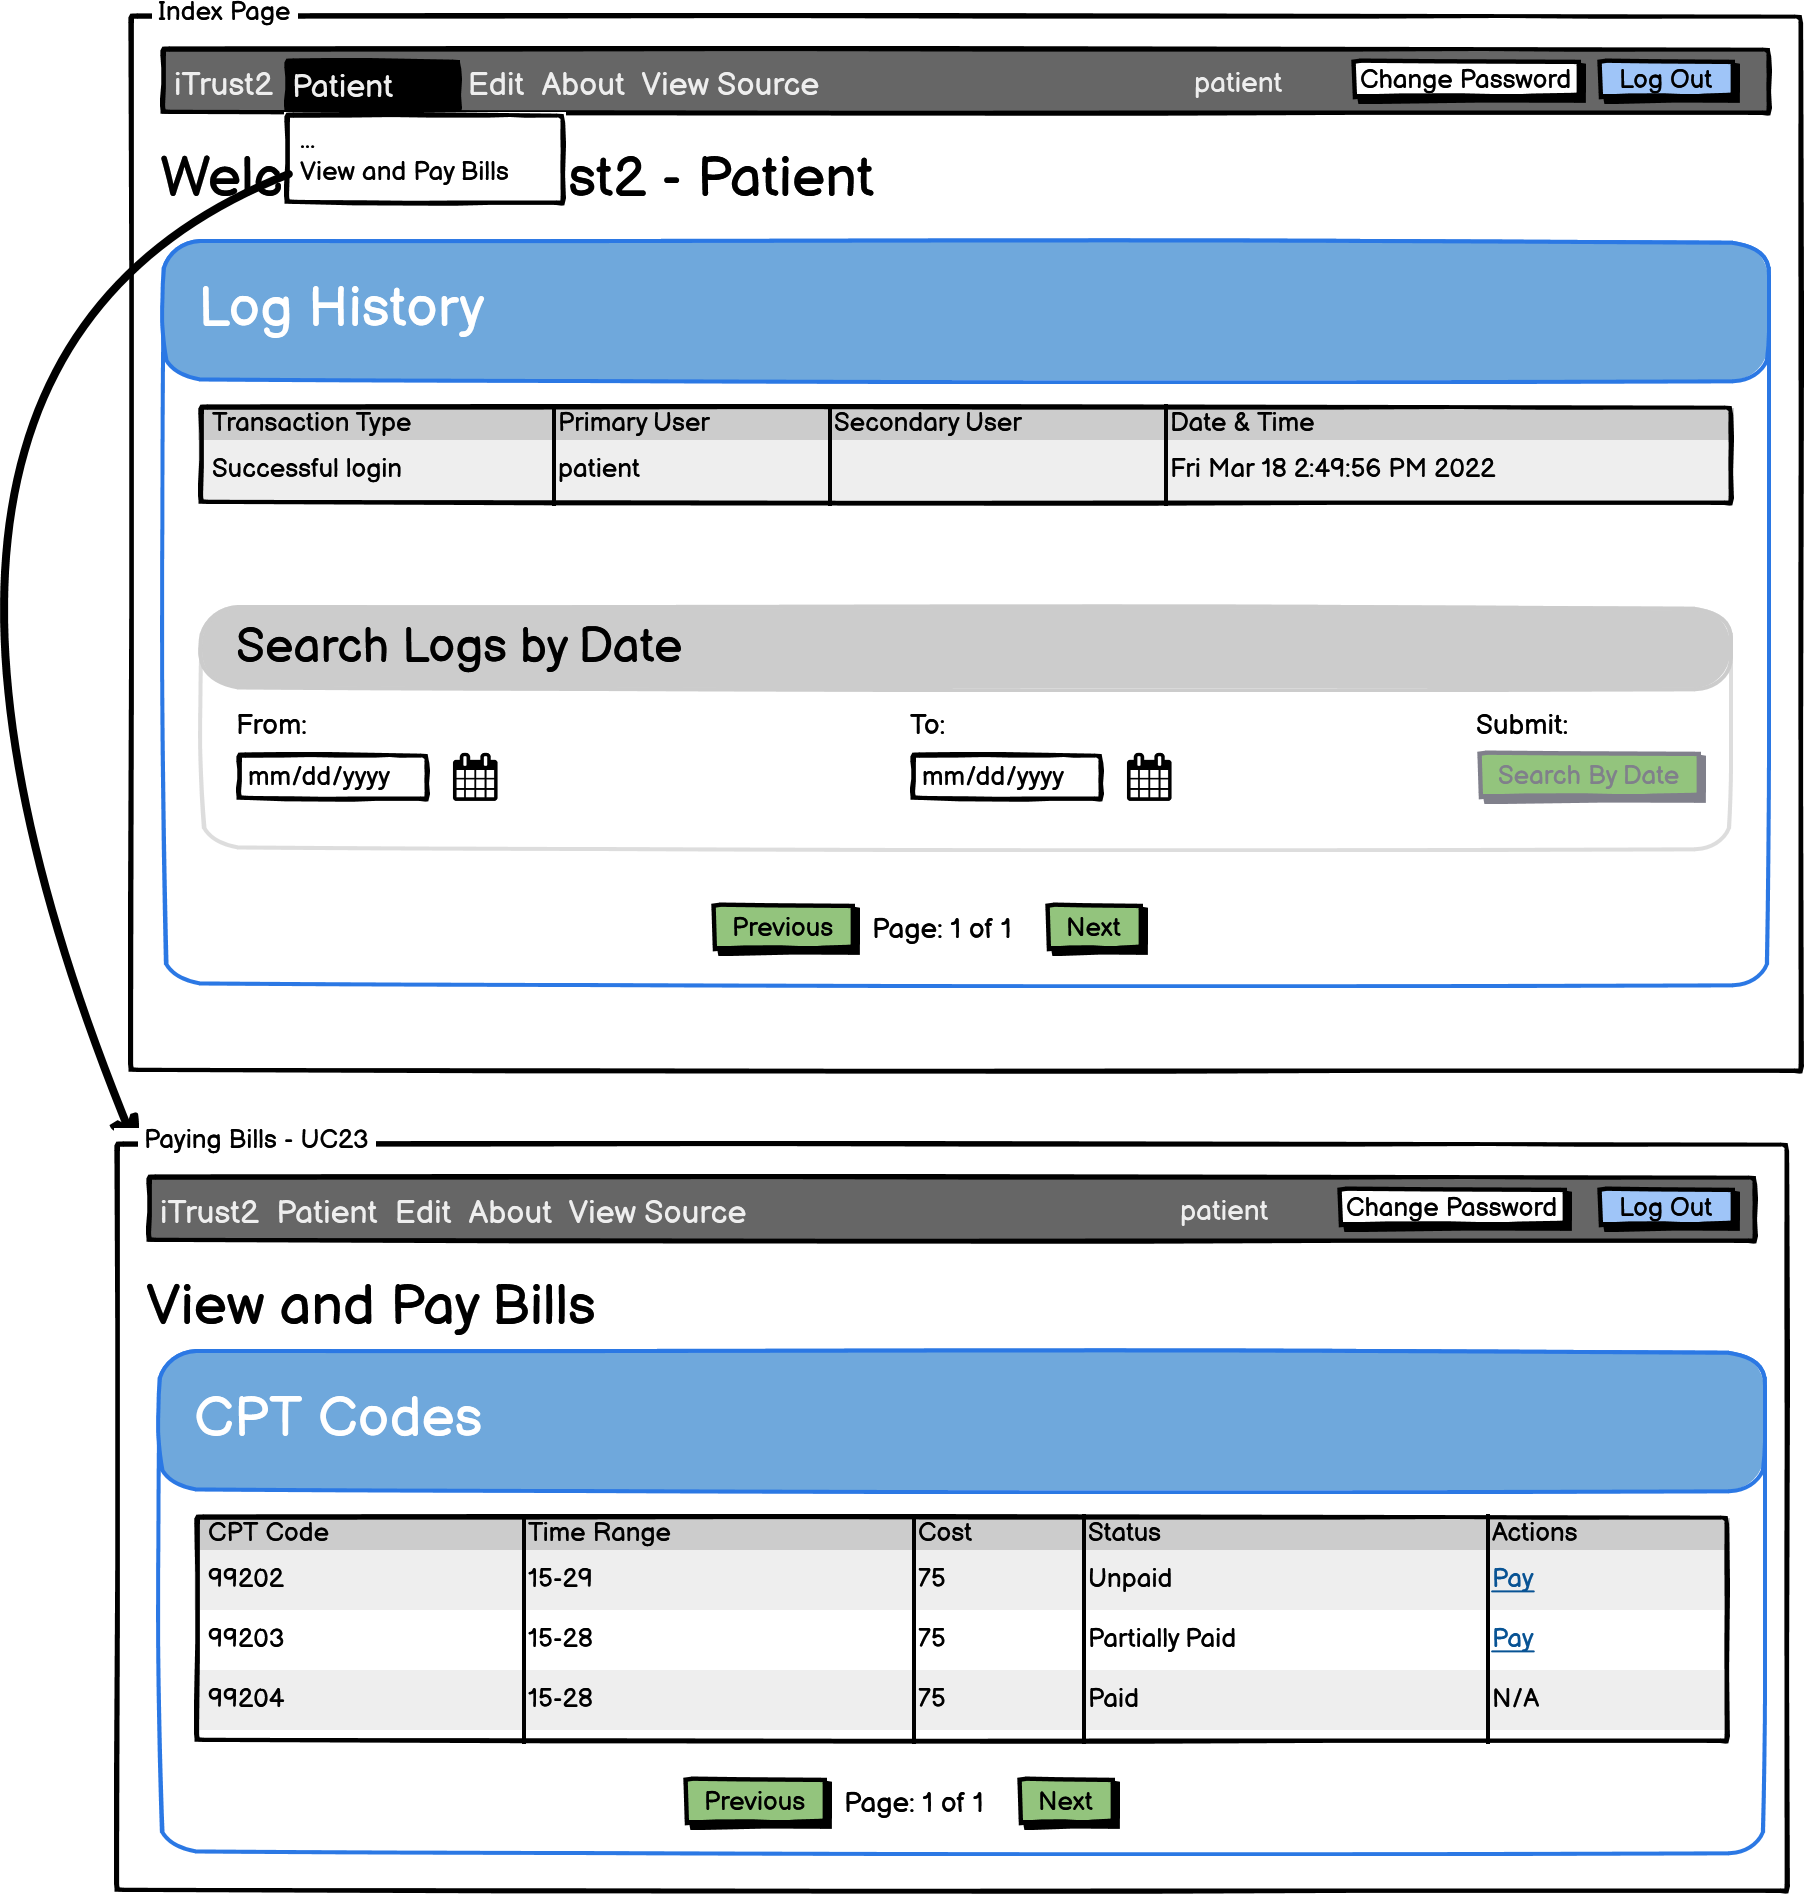 Index Page
iTrust2 Patient Edit About View Source patient Change Password Log Out
...
View and Pay Bills
st2 - Patient
Log History
Transaction Type Primary User Secondary User Date & Time
Successful login patient Fri Mar 18 2:49:56 PM 2022
Search Logs by Date
From: To: Submit:
mm/dd/yyyy mm/dd/yyyy Search By Date
Previous Page: 1 of 1 Next
Paying Bills - UC23
iTrust2 Patient Edit About View Source patient Change Password Log Out
View and Pay Bills
CPT Codes
CPT Code Time Range Cost Status Actions
99202 15-29 75 Unpaid Pay
99203 15-28 75 Partially Paid Pay
99204 15-28 75 Paid N/A
Previous Page: 1 of 1 Next